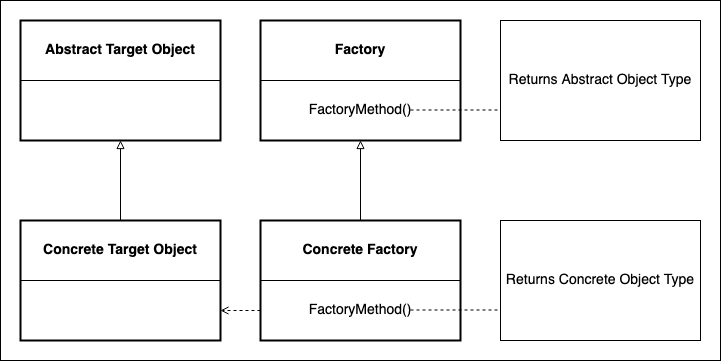 Abstract Target Object
Factory
FactoryMethod()
Returns Abstract Object Type
Concrete Target Object
Concrete Factory
FactoryMethod()
Returns Concrete Object Type